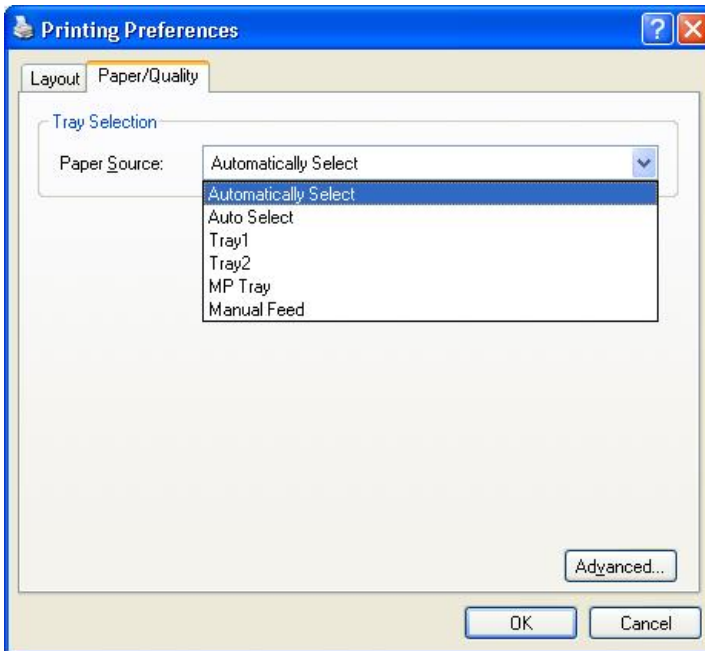 Printing Preferences
Layout Paper/Quality
Tray Selection
Paper Source: Automatically Select
Automatically Select
Auto Select
Tray1
Tray2
MP Tray
Manual Feed
Advanced...
OK Cancel